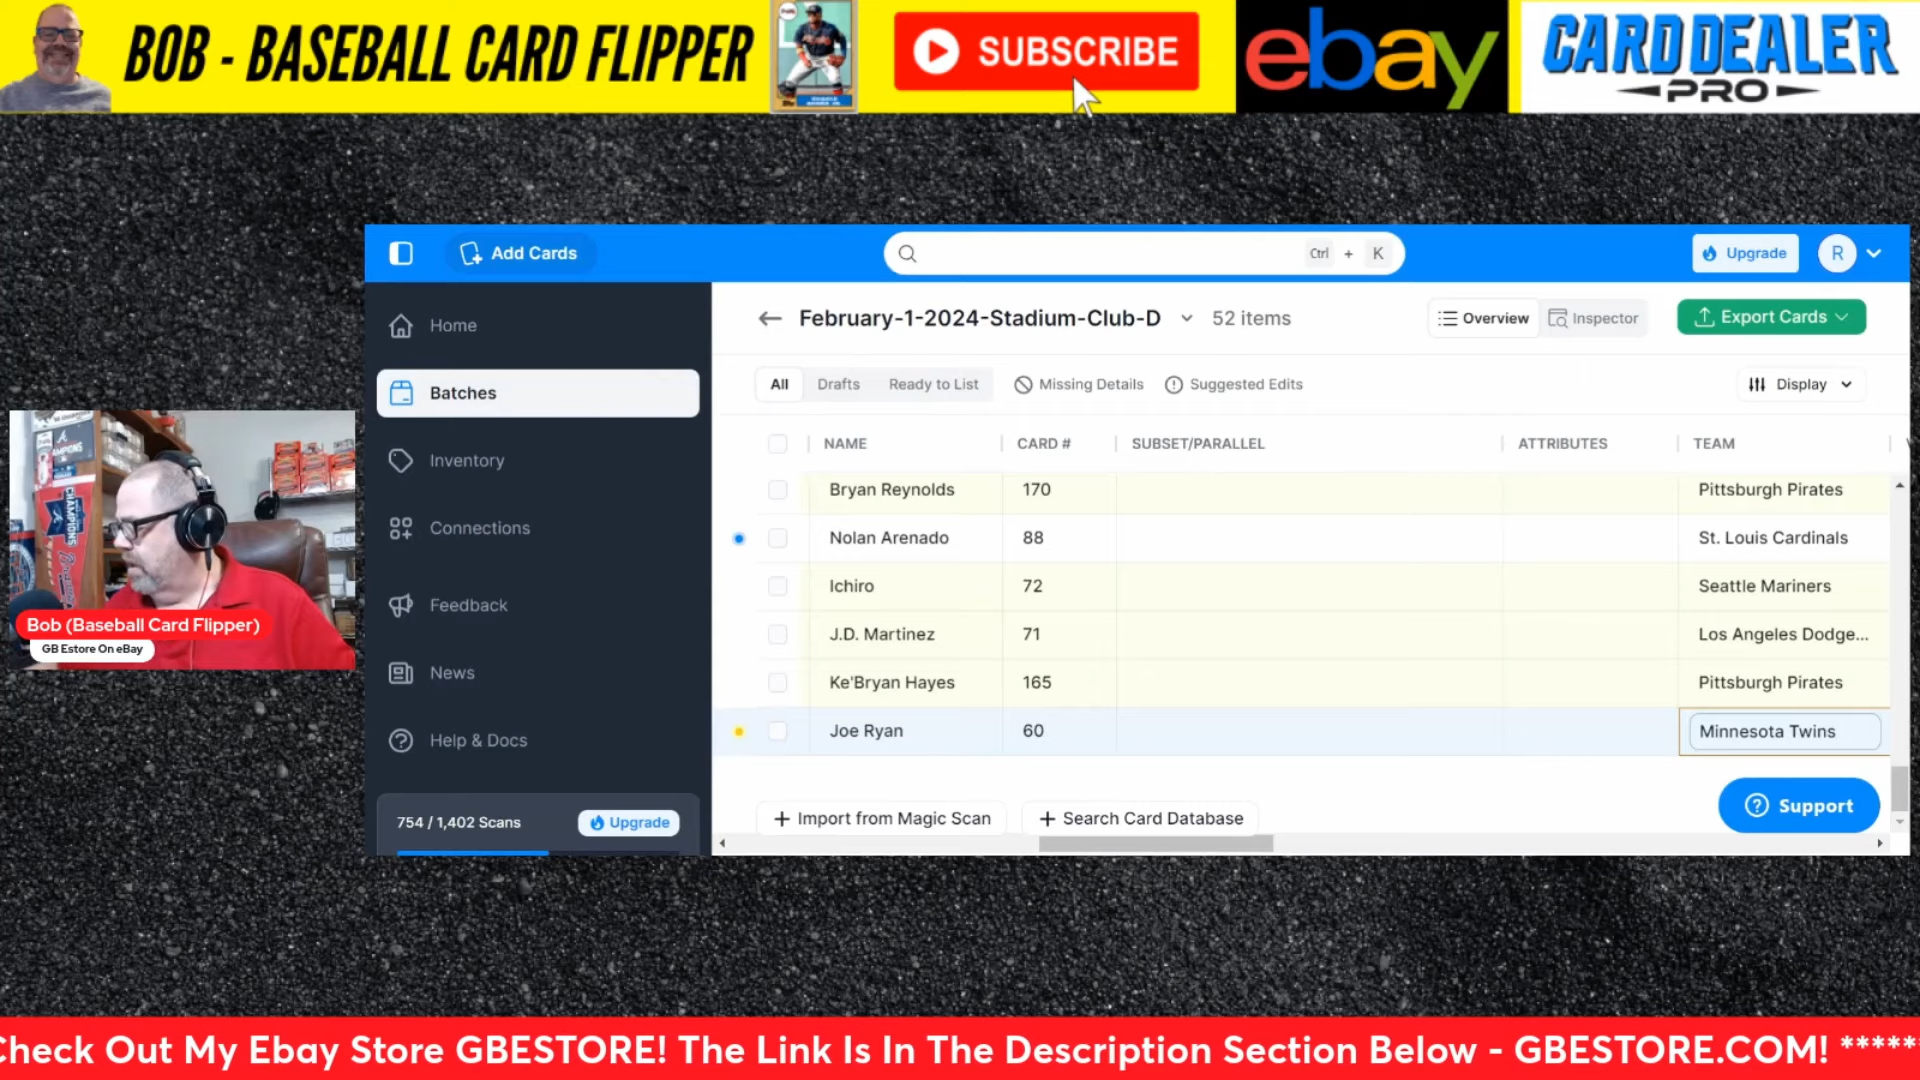 BOB - BASEBALL CARD FLIPPER
SUBSCRIBE
ebay
CARD DEALER
PRO
Add Cards
Ctrl + K
Upgrade
R
Home
Batches
Inventory
Connections
Feedback
News
Help & Docs
754 / 1,402 Scans
Upgrade
February-1-2024-Stadium-Club-D
52 items
Overview
Inspector
Export Cards
All
Drafts
Ready to List
Missing Details
Suggested Edits
Display
NAME CARD # SUBSET/PARALLEL ATTRIBUTES TEAM
Bryan Reynolds 170 Pittsburgh Pirates
Nolan Arenado 88 St. Louis Cardinals
Ichiro 72 Seattle Mariners
J.D. Martinez 71 Los Angeles Dodge...
Ke'Bryan Hayes 165 Pittsburgh Pirates
Joe Ryan 60 Minnesota Twins
+ Import from Magic Scan
+ Search Card Database
Support
CHAMPIONS
Bob (Baseball Card Flipper)
GB Estore On eBay
Check Out My Ebay Store GBESTORE! The Link Is In The Description Section Below - GBESTORE.COM! ******